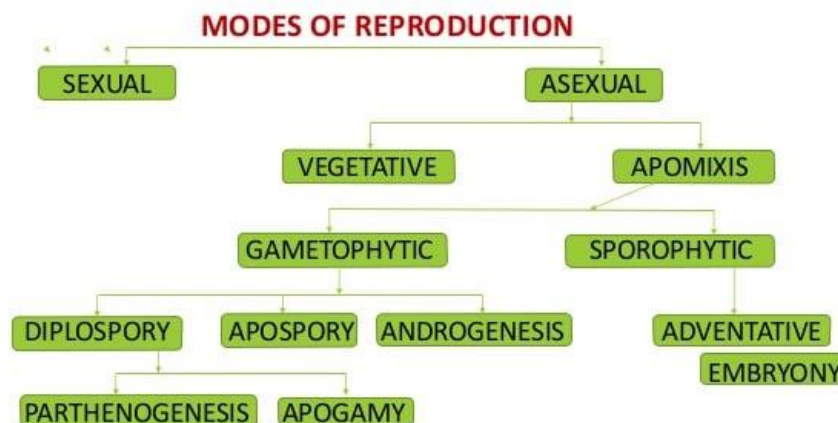 MODES OF REPRODUCTION
SEXUAL
ASEXUAL
VEGETATIVE
APOMIXIS
GAMETOPHYTIC
SPOROPHYTIC
DIPLOSPORY
APOSPORY
ANDROGENESIS
ADVENTATIVE
EMBRYONY
PARTHENOGENESIS
APOGAMY